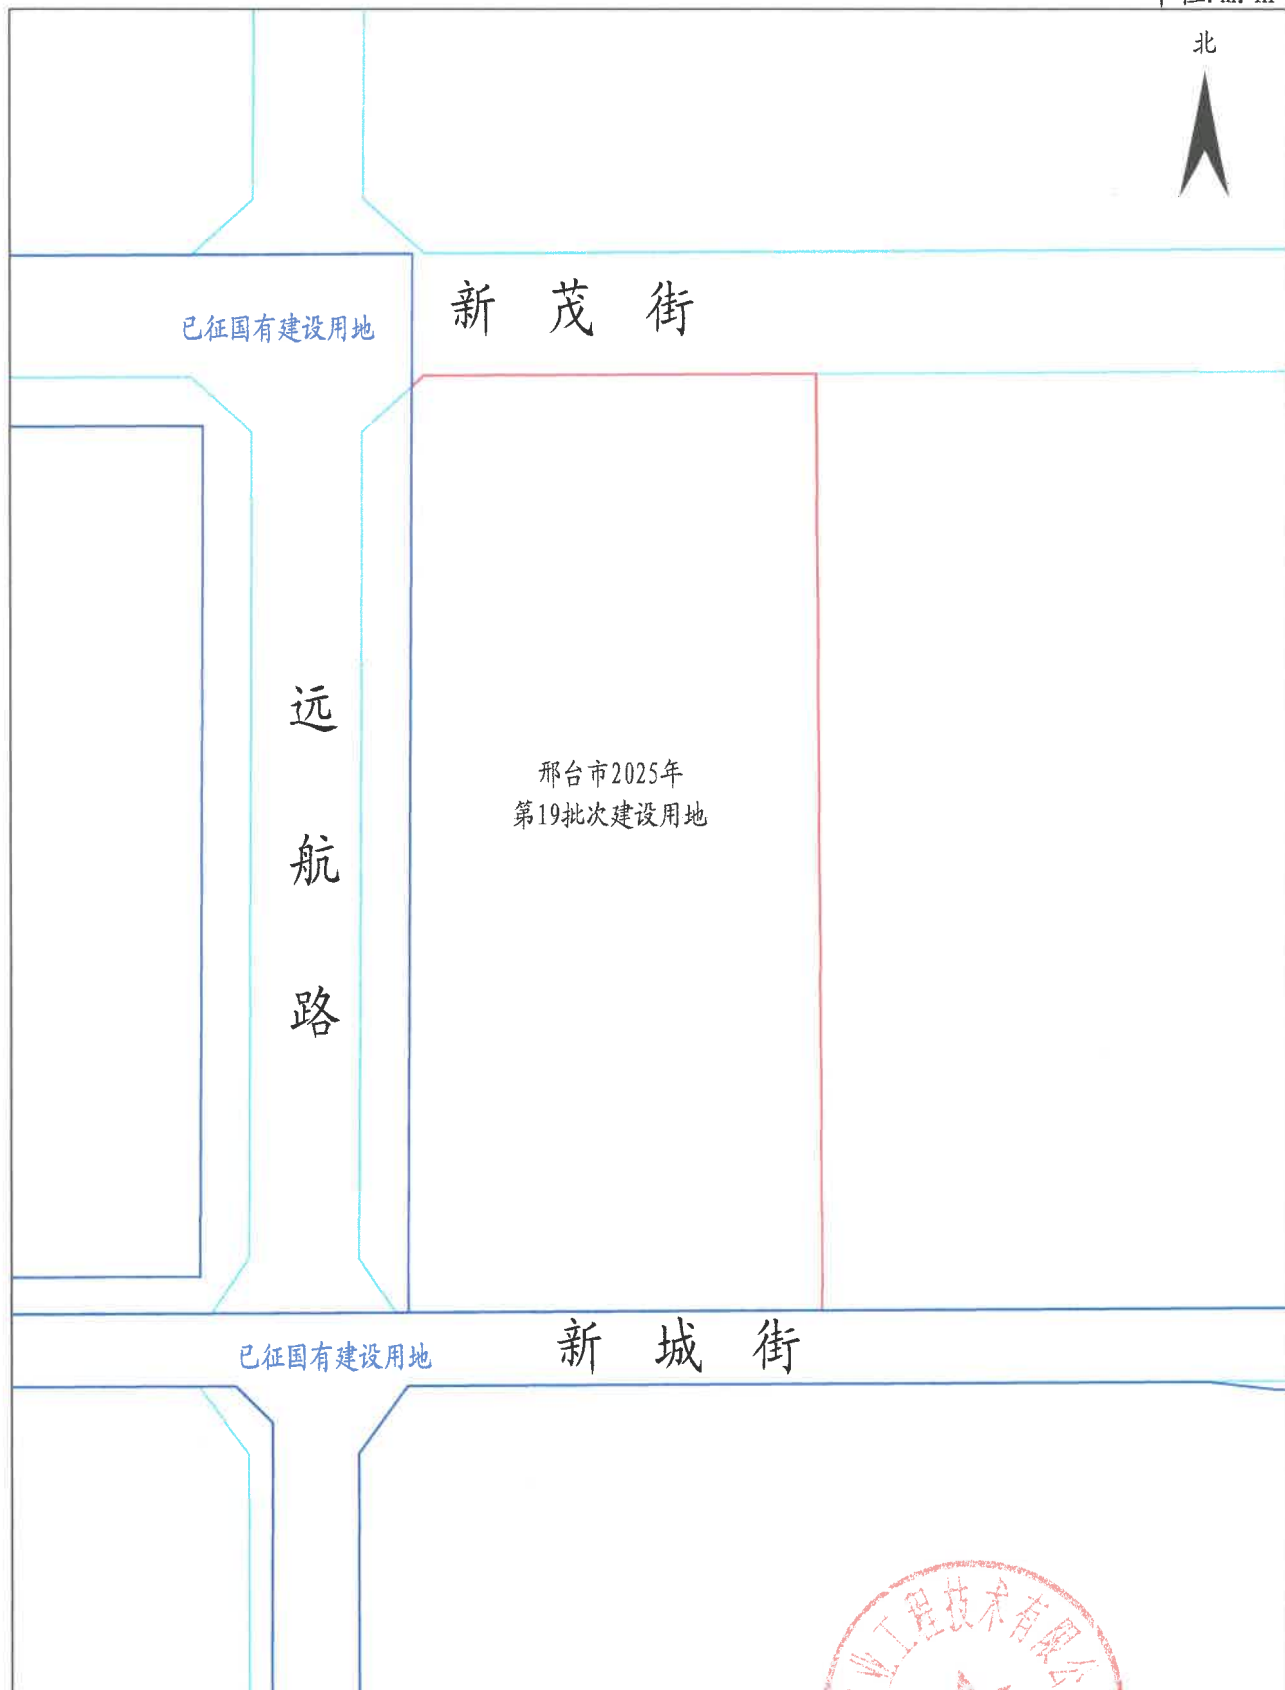 北
新茂街
已征国有建设用地
远航路
邢台市2025年
第19批次建设用地
新城街
已征国有建设用地
业工程技术有限公